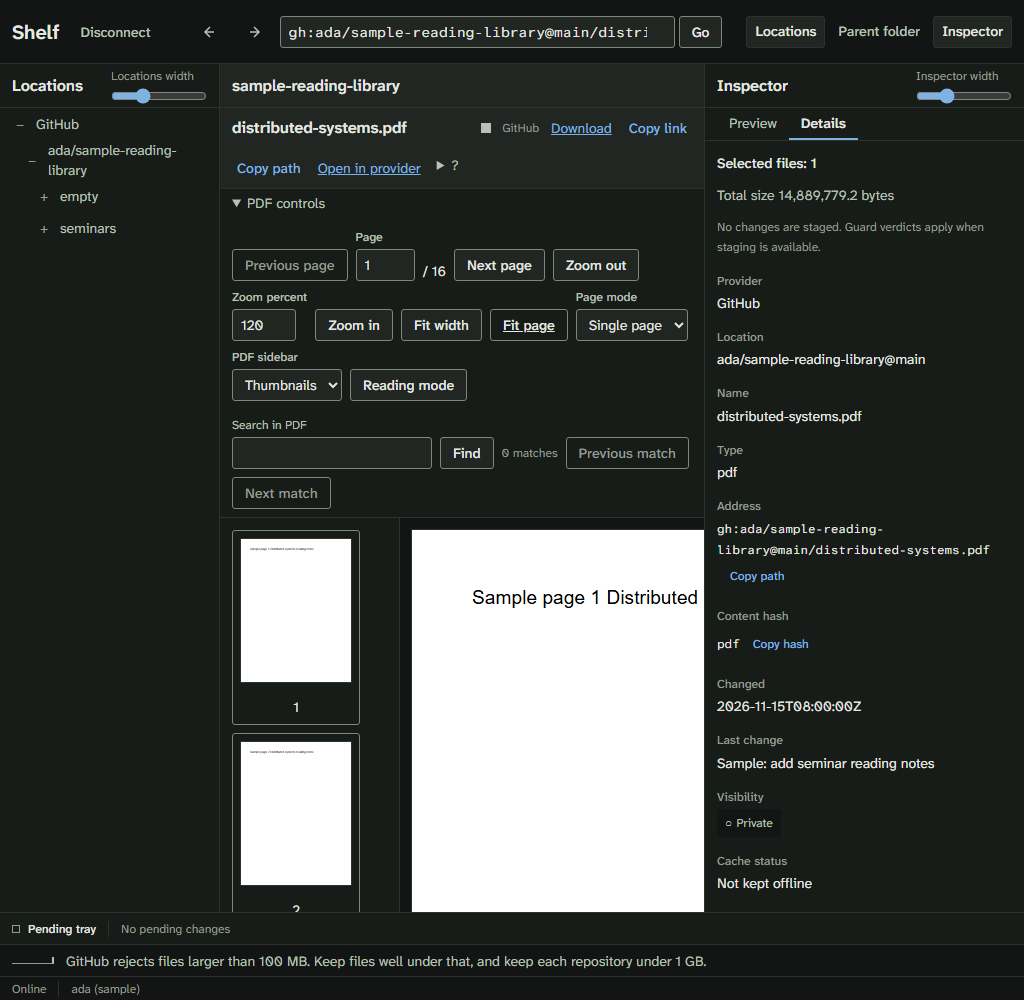 Shelf
Disconnect
←
→
gh:ada/sample-reading-library@main/distri
Go
Locations
Parent folder
Inspector
Locations
Locations width
– GitHub
– ada/sample-reading-
library
+ empty
+ seminars
sample-reading-library
distributed-systems.pdf
GitHub
Download
Copy link
Copy path
Open in provider
?
PDF controls
Page
Previous page
1
/ 16
Next page
Zoom out
Zoom percent
Page mode
120
Zoom in
Fit width
Fit page
Single page
PDF sidebar
Thumbnails
Reading mode
Search in PDF
Find
0 matches
Previous match
Next match
1
2
Sample page 1 Distributed
Inspector
Inspector width
Preview
Details
Selected files: 1
Total size 14,889,779.2 bytes
No changes are staged. Guard verdicts apply when
staging is available.
Provider
GitHub
Location
ada/sample-reading-library@main
Name
distributed-systems.pdf
Type
pdf
Address
gh:ada/sample-reading-
library@main/distributed-systems.pdf
Copy path
Content hash
pdf
Copy hash
Changed
2026-11-15T08:00:00Z
Last change
Sample: add seminar reading notes
Visibility
○ Private
Cache status
Not kept offline
Pending tray
No pending changes
GitHub rejects files larger than 100 MB. Keep files well under that, and keep each repository under 1 GB.
Online
ada (sample)